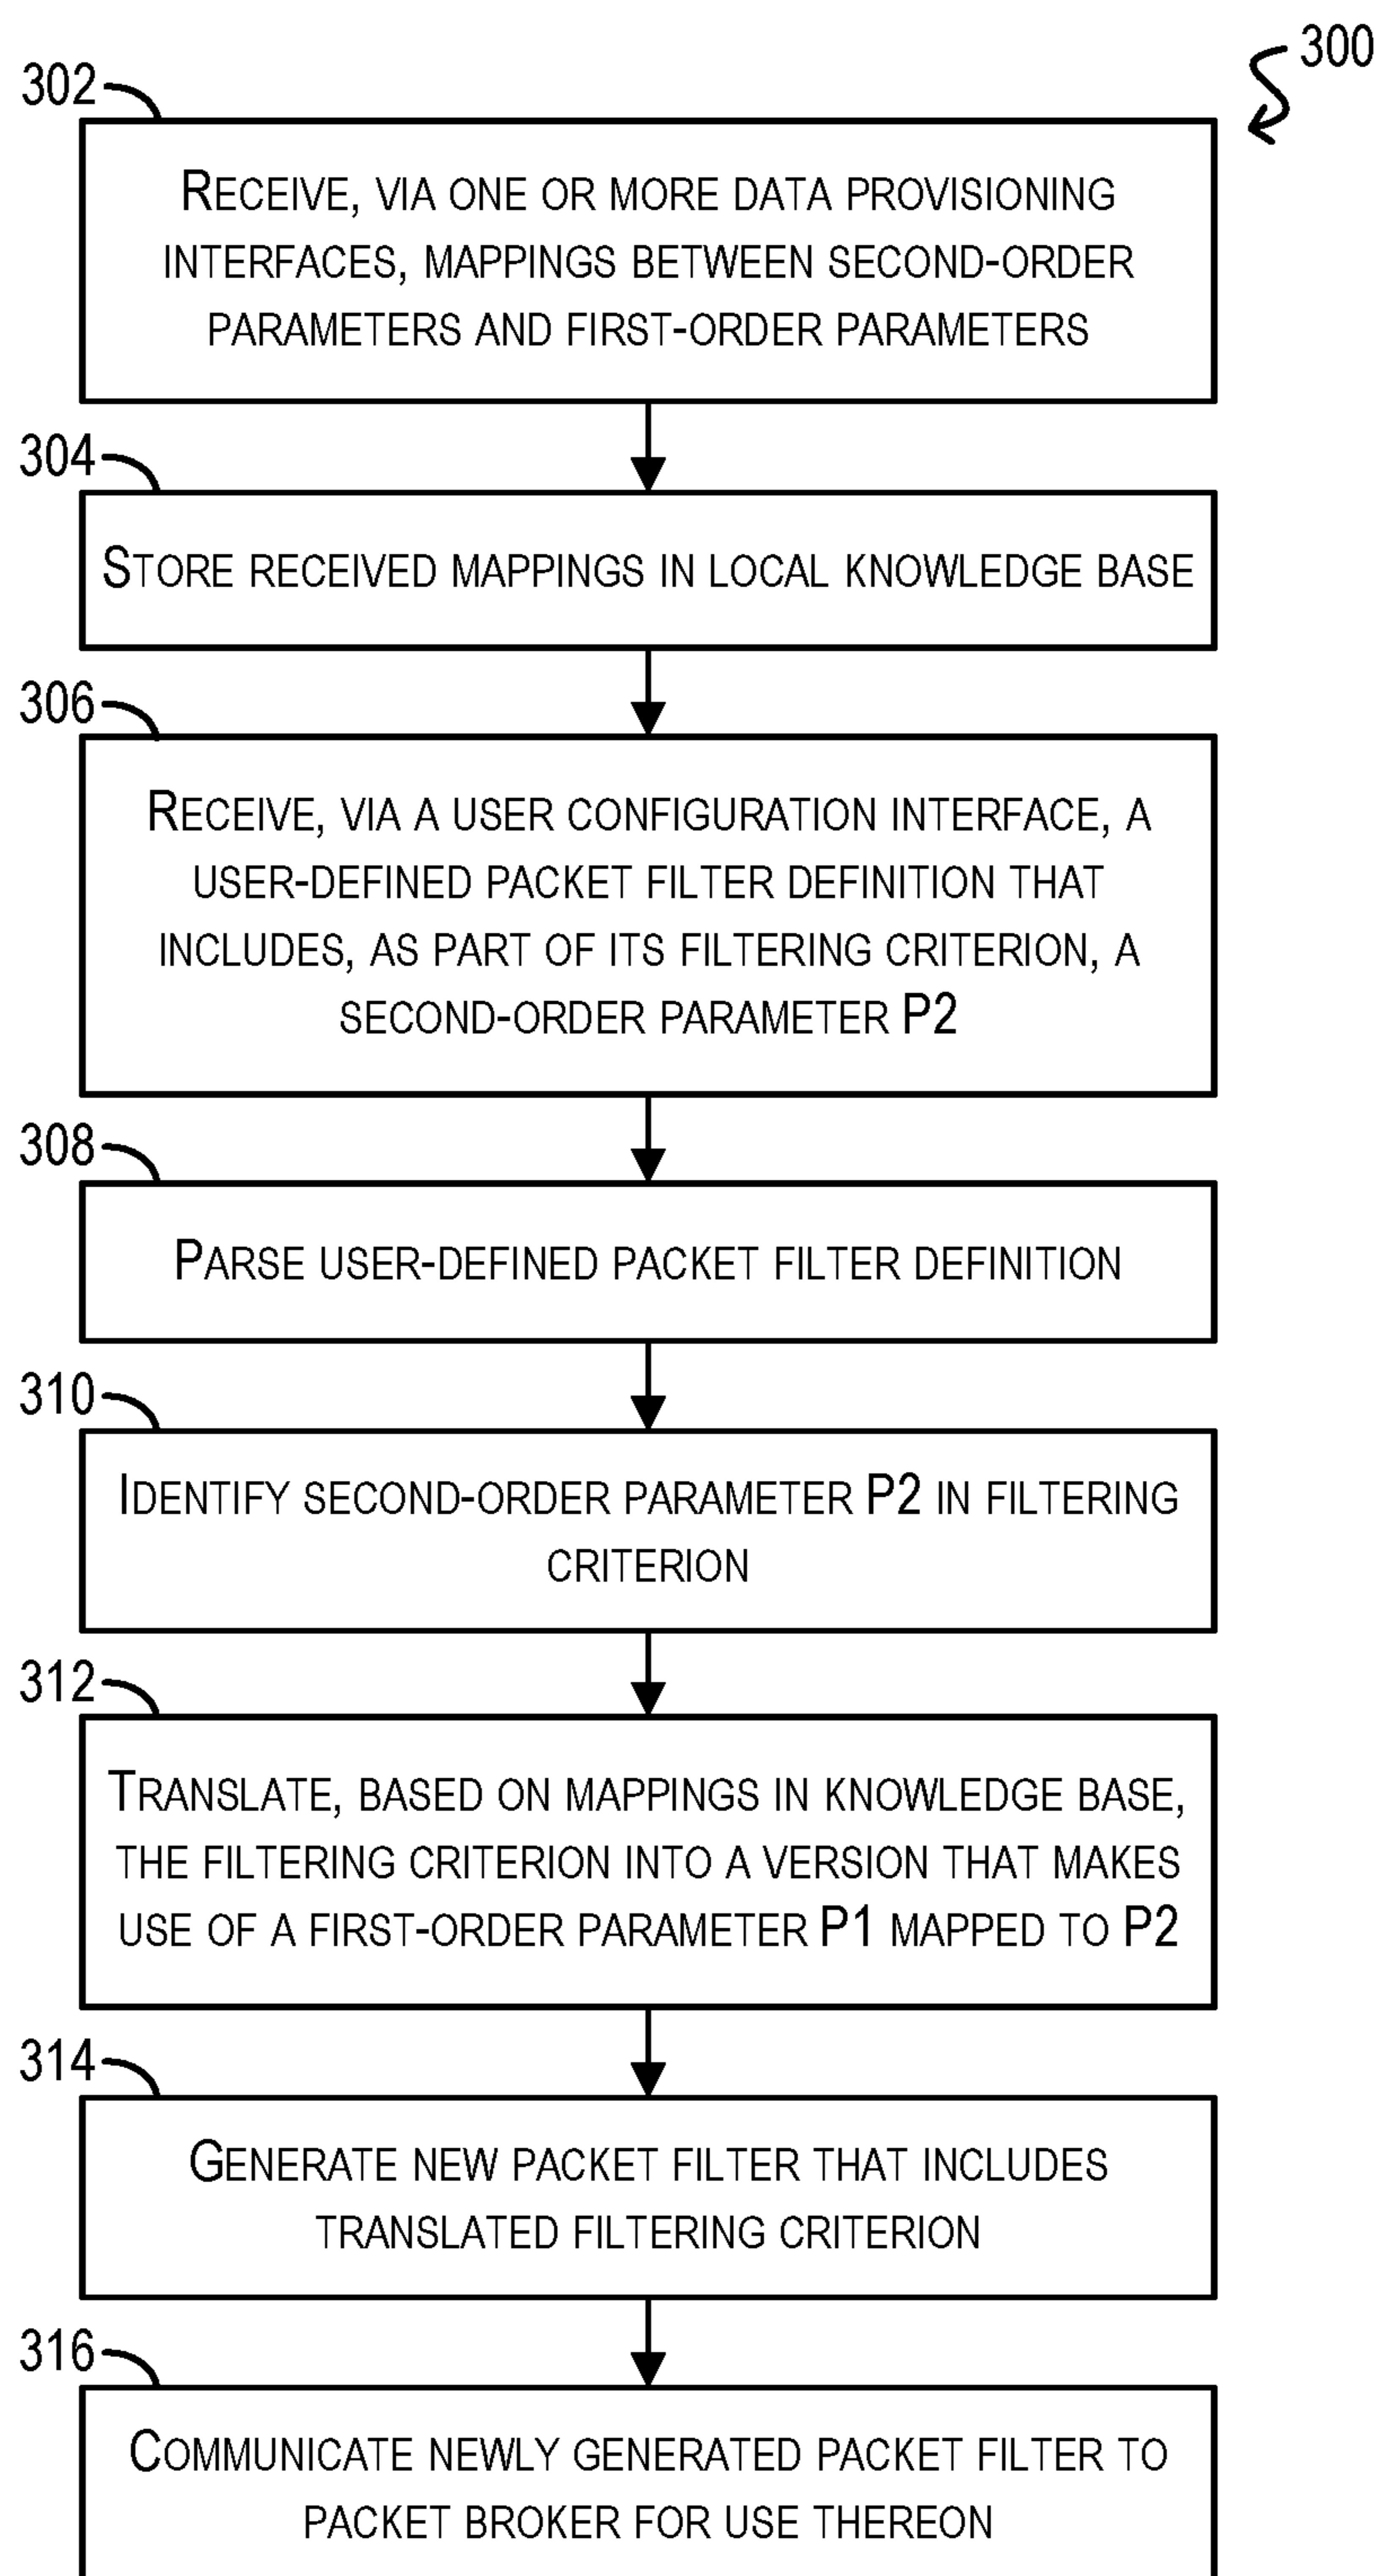 300
302
RECEIVE, VIA ONE OR MORE DATA PROVISIONING
INTERFACES, MAPPINGS BETWEEN SECOND-ORDER
PARAMETERS AND FIRST-ORDER PARAMETERS
304
STORE RECEIVED MAPPINGS IN LOCAL KNOWLEDGE BASE
306
RECEIVE, VIA A USER CONFIGURATION INTERFACE, A
USER-DEFINED PACKET FILTER DEFINITION THAT
INCLUDES, AS PART OF ITS FILTERING CRITERION, A
SECOND-ORDER PARAMETER P2
308
PARSE USER-DEFINED PACKET FILTER DEFINITION
310
IDENTIFY SECOND-ORDER PARAMETER P2 IN FILTERING
CRITERION
312
TRANSLATE, BASED ON MAPPINGS IN KNOWLEDGE BASE,
THE FILTERING CRITERION INTO A VERSION THAT MAKES
USE OF A FIRST-ORDER PARAMETER P1 MAPPED TO P2
314
GENERATE NEW PACKET FILTER THAT INCLUDES
TRANSLATED FILTERING CRITERION
316
COMMUNICATE NEWLY GENERATED PACKET FILTER TO
PACKET BROKER FOR USE THEREON